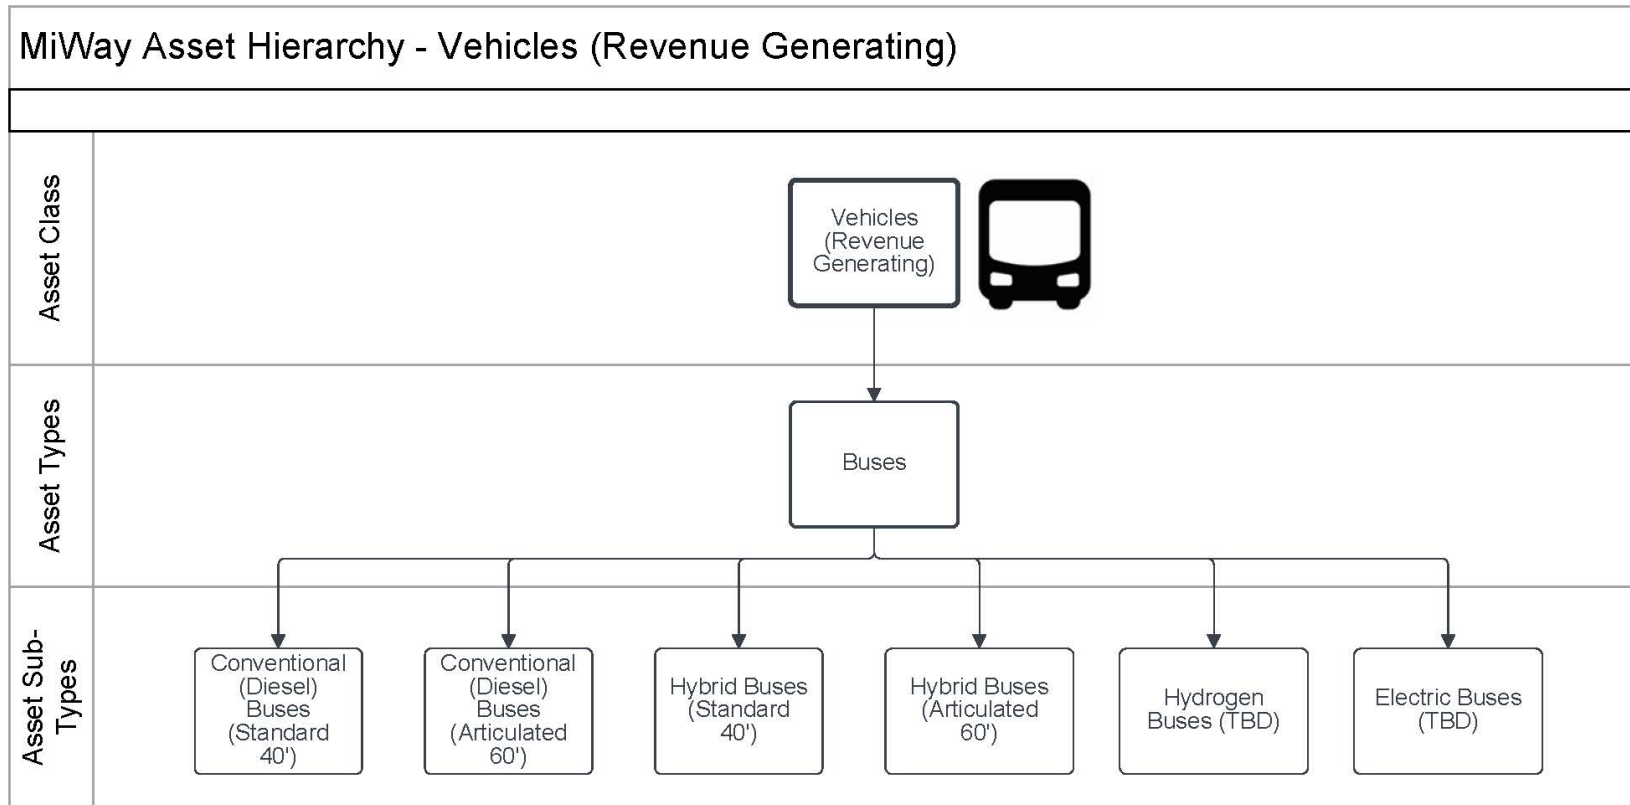 MiWay Asset Hierarchy - Vehicles (Revenue Generating)
Asset Class
Vehicles
(Revenue
Generating)
Asset Types
Buses
Asset Sub-
Types
Conventional
(Diesel)
Buses
(Standard
40')
Conventional
(Diesel)
Buses
(Articulated
60')
Hybrid Buses
(Standard
40')
Hybrid Buses
(Articulated
60')
Hydrogen
Buses (TBD)
Electric Buses
(TBD)